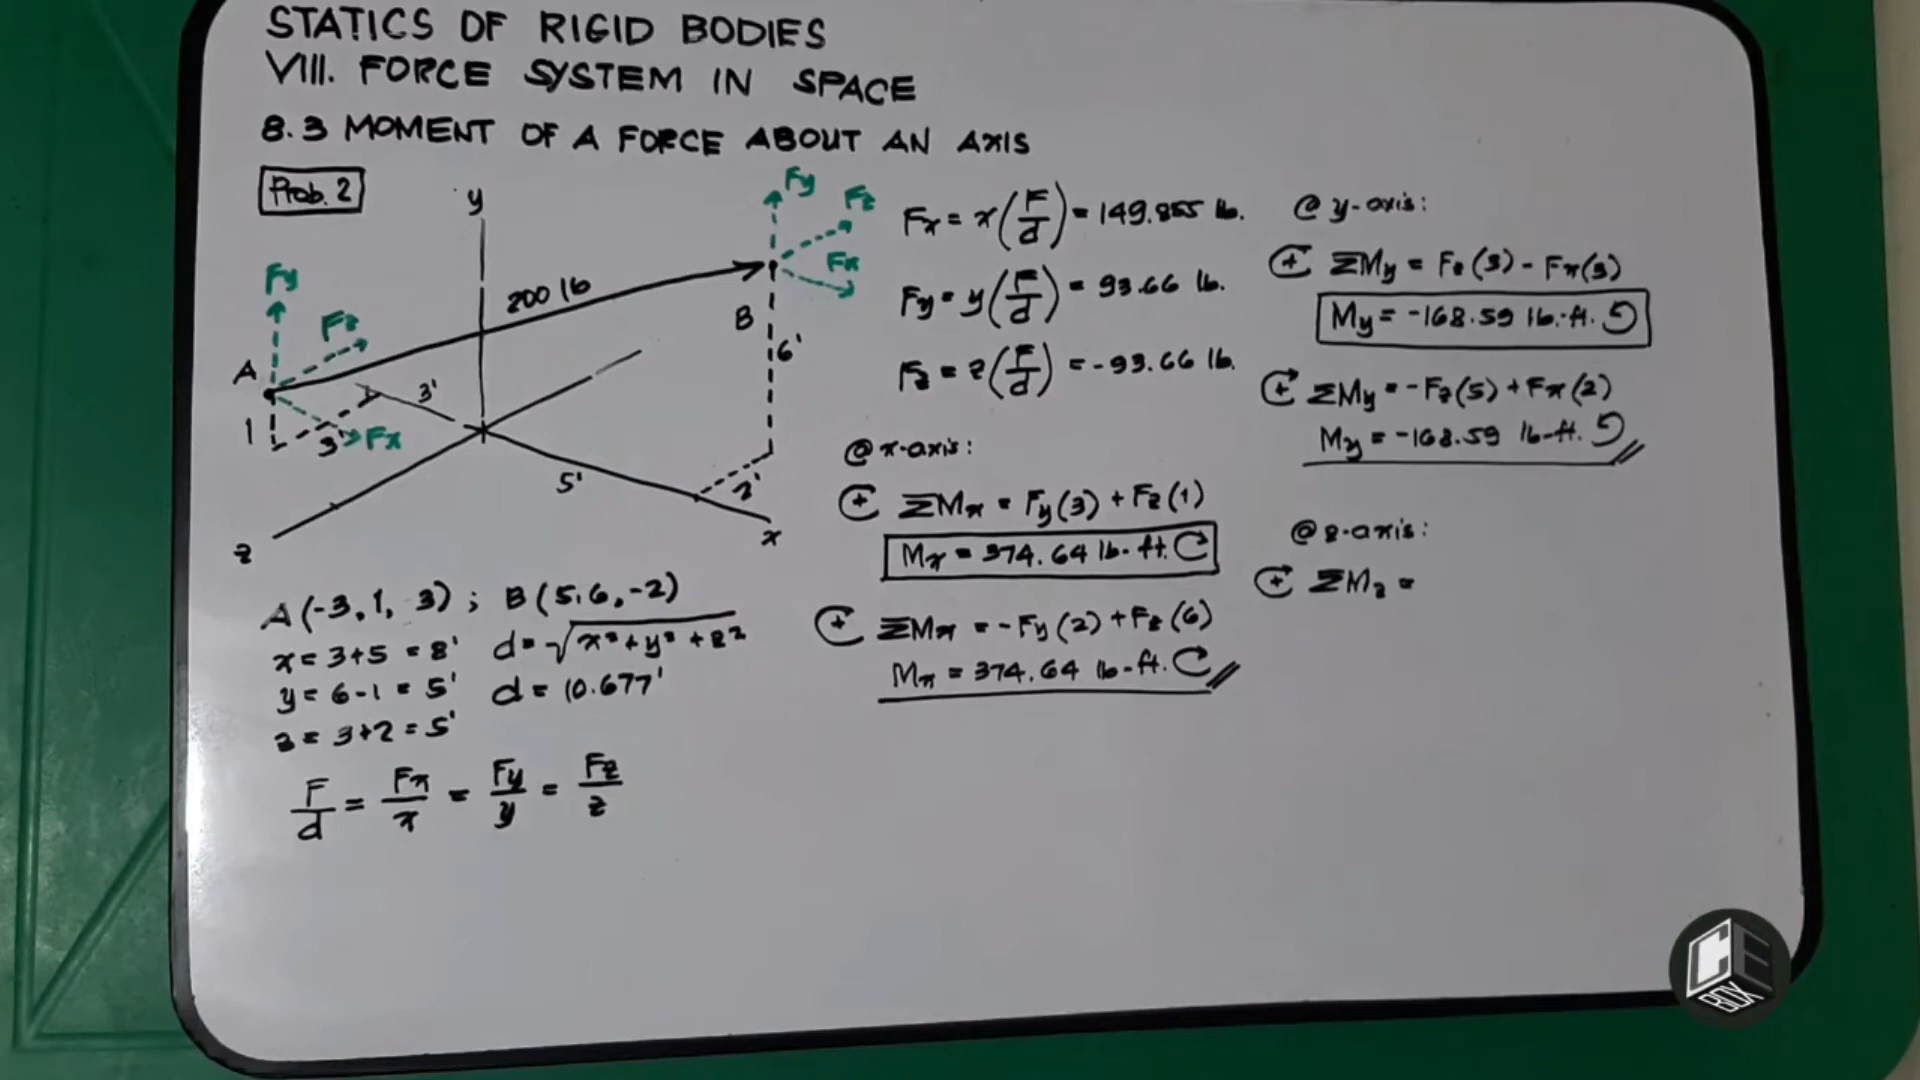 STATICS OF RIGID BODIES
VIII. FORCE SYSTEM IN SPACE
8.3 MOMENT OF A FORCE ABOUT AN AXIS
Prob. 2
y
Fy
Fz
Fx
200 lb
B
6'
Fy
Fz
A
3'
1
3'
Fx
5'
2'
z
x
A(-3, 1, 3) ; B(5, 6, -2)
x = 3+5 = 8'
d = √x²+y²+z²
y = 6-1 = 5'
d = 10.677'
z = 3+2 = 5'
F/d = Fx/x = Fy/y = Fz/z
Fx = x(F/d) = 149.855 lb.
Fy = y(F/d) = 93.66 lb.
Fz = z(F/d) = -93.66 lb.
@ x-axis:
+ ΣMx = Fy(3) + Fz(1)
Mx = 374.64 lb-ft.
+ ΣMx = -Fy(2) + Fz(6)
Mx = 374.64 lb-ft.
@ y-axis:
+ ΣMy = Fz(3) - Fx(3)
My = -168.59 lb.-ft.
+ ΣMy = -Fz(5) + Fx(2)
My = -168.59 lb-ft.
@ z-axis:
+ ΣMz =
CE
BOX